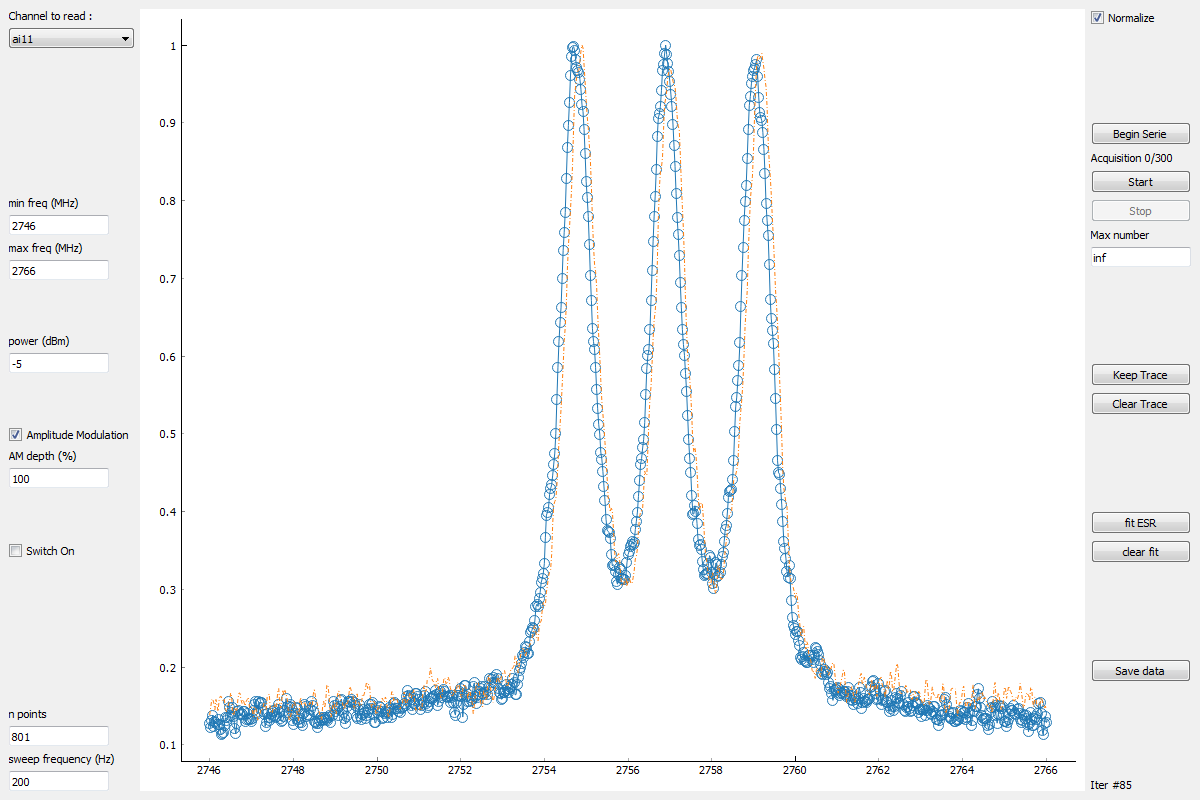 Channel to read :
ai11
min freq (MHz)
2746
max freq (MHz)
2766
power (dBm)
-5
Amplitude Modulation
AM depth (%)
100
Switch On
n points
801
sweep frequency (Hz)
200
1
0.9
0.8
0.7
0.6
0.5
0.4
0.3
0.2
0.1
2746 2748 2750 2752 2754 2756 2758 2760 2762 2764 2766
Normalize
Begin Serie
Acquisition 0/300
Start
Stop
Max number
inf
Keep Trace
Clear Trace
fit ESR
clear fit
Save data
Iter #85